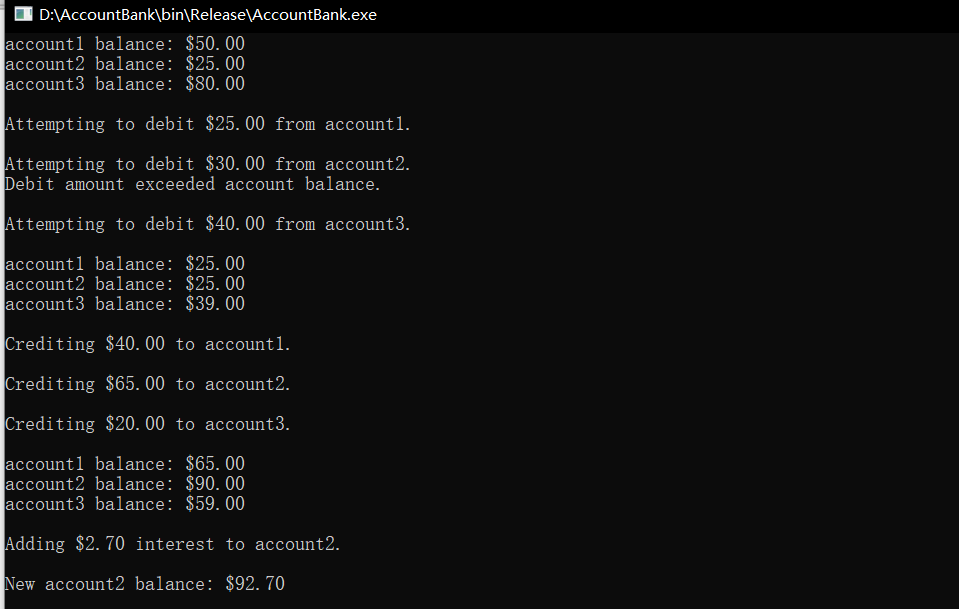 D:\AccountBank\bin\Release\AccountBank.exe
account1 balance: $50.00
account2 balance: $25.00
account3 balance: $80.00
Attempting to debit $25.00 from account1.
Attempting to debit $30.00 from account2.
Debit amount exceeded account balance.
Attempting to debit $40.00 from account3.
account1 balance: $25.00
account2 balance: $25.00
account3 balance: $39.00
Crediting $40.00 to account1.
Crediting $65.00 to account2.
Crediting $20.00 to account3.
account1 balance: $65.00
account2 balance: $90.00
account3 balance: $59.00
Adding $2.70 interest to account2.
New account2 balance: $92.70